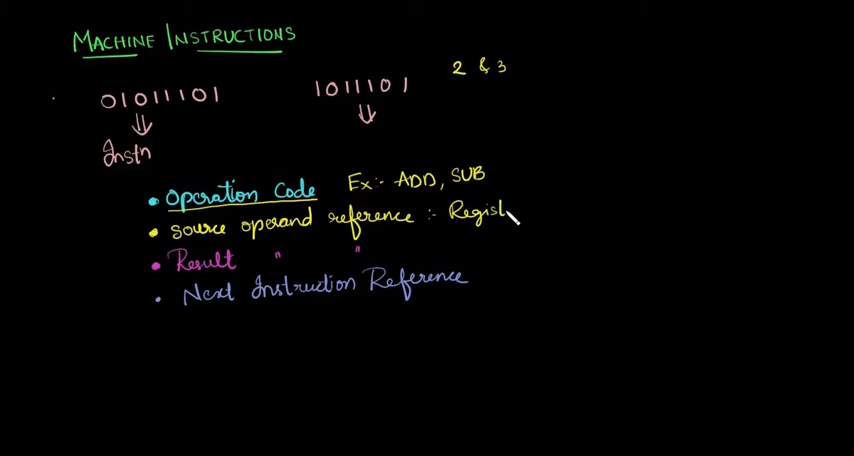 MACHINE INSTRUCTIONS
2 & 3
01011101 1011101
Instn
• Operation Code Ex:- ADD, SUB
• Source operand reference :- Regist
• Result " "
• Next Instruction Reference